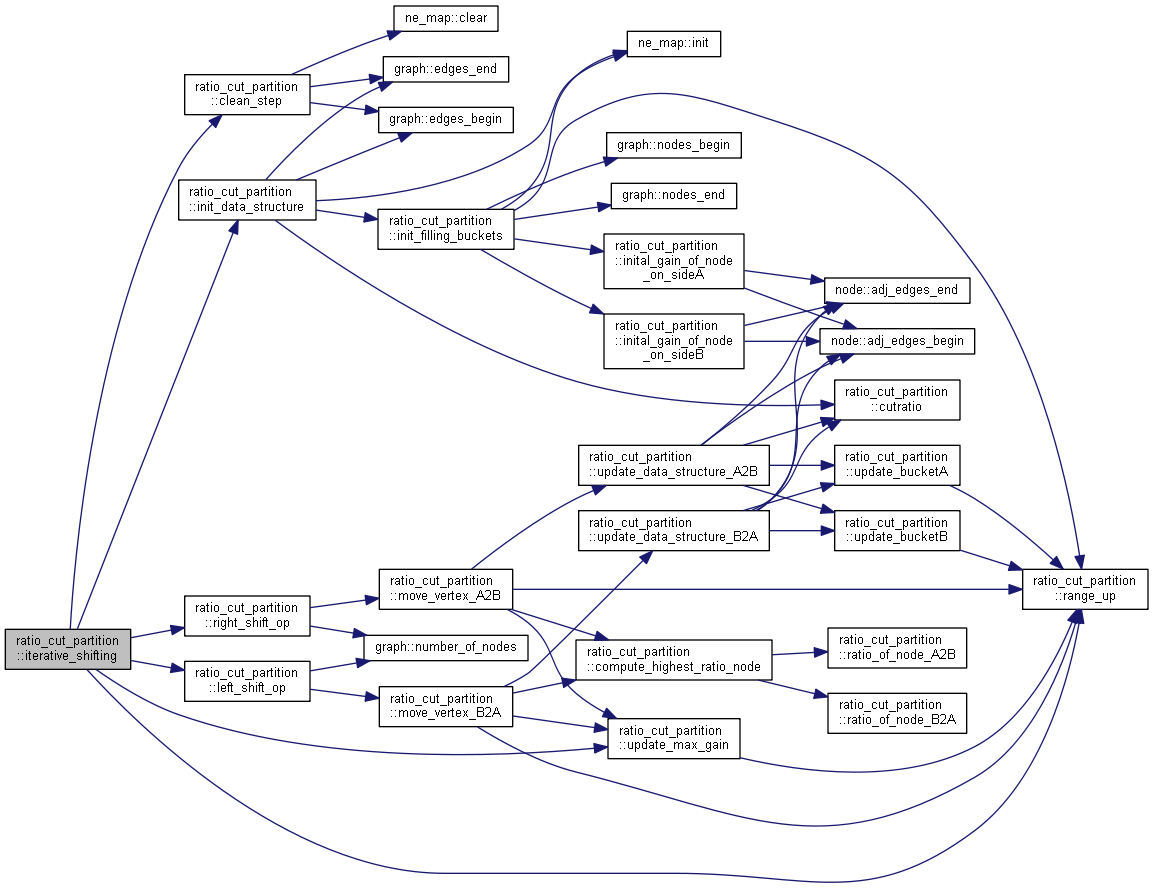 ne_map::clear
ne_map::init
graph::edges_end
ratio_cut_partition
::clean_step
graph::edges_begin
graph::nodes_begin
ratio_cut_partition
::init_data_structure
graph::nodes_end
ratio_cut_partition
::init_filling_buckets
ratio_cut_partition
::inital_gain_of_node
_on_sideA
node::adj_edges_end
ratio_cut_partition
::inital_gain_of_node
_on_sideB
node::adj_edges_begin
ratio_cut_partition
::cutratio
ratio_cut_partition
::update_data_structure_A2B
ratio_cut_partition
::update_bucketA
ratio_cut_partition
::update_data_structure_B2A
ratio_cut_partition
::update_bucketB
ratio_cut_partition
::move_vertex_A2B
ratio_cut_partition
::range_up
ratio_cut_partition
::right_shift_op
ratio_cut_partition
::iterative_shifting
graph::number_of_nodes
ratio_cut_partition
::compute_highest_ratio_node
ratio_cut_partition
::ratio_of_node_A2B
ratio_cut_partition
::left_shift_op
ratio_cut_partition
::move_vertex_B2A
ratio_cut_partition
::ratio_of_node_B2A
ratio_cut_partition
::update_max_gain